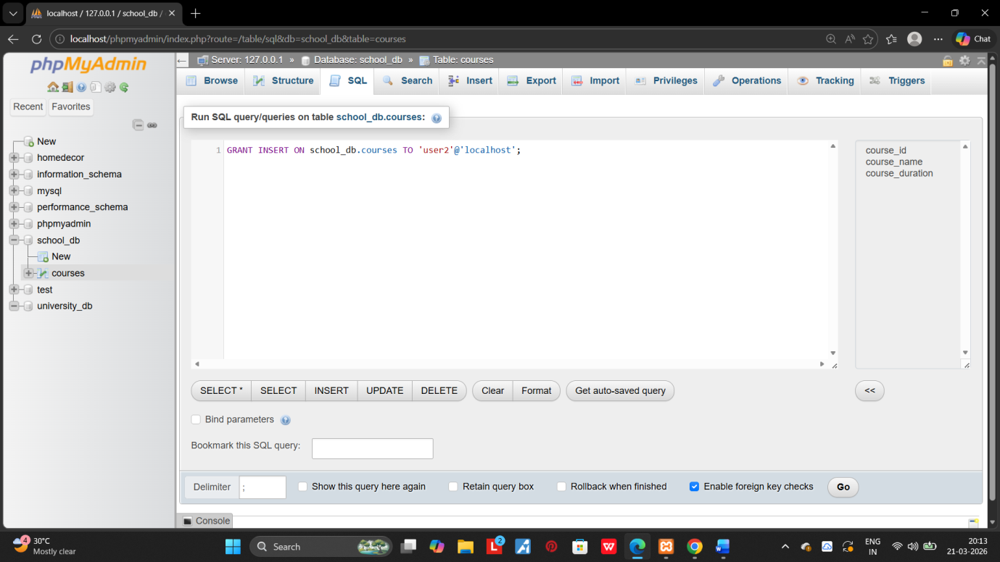 localhost / 127.0.0.1 / school_db /
localhost/phpmyadmin/index.php?route=/table/sql&db=school_db&table=courses
Chat
phpMyAdmin
Recent
Favorites
New
homedecor
information_schema
mysql
performance_schema
phpmyadmin
school_db
New
courses
test
university_db
Server: 127.0.0.1 » Database: school_db » Table: courses
Browse
Structure
SQL
Search
Insert
Export
Import
Privileges
Operations
Tracking
Triggers
Run SQL query/queries on table school_db.courses:
1 GRANT INSERT ON school_db.courses TO 'user2'@'localhost';
course_id
course_name
course_duration
SELECT *
SELECT
INSERT
UPDATE
DELETE
Clear
Format
Get auto-saved query
<<
Bind parameters
Bookmark this SQL query:
Delimiter
;
Show this query here again
Retain query box
Rollback when finished
Enable foreign key checks
Go
Console
4
30°C
Mostly clear
Search
L
2
W
W
ENG
IN
20:13
21-03-2026